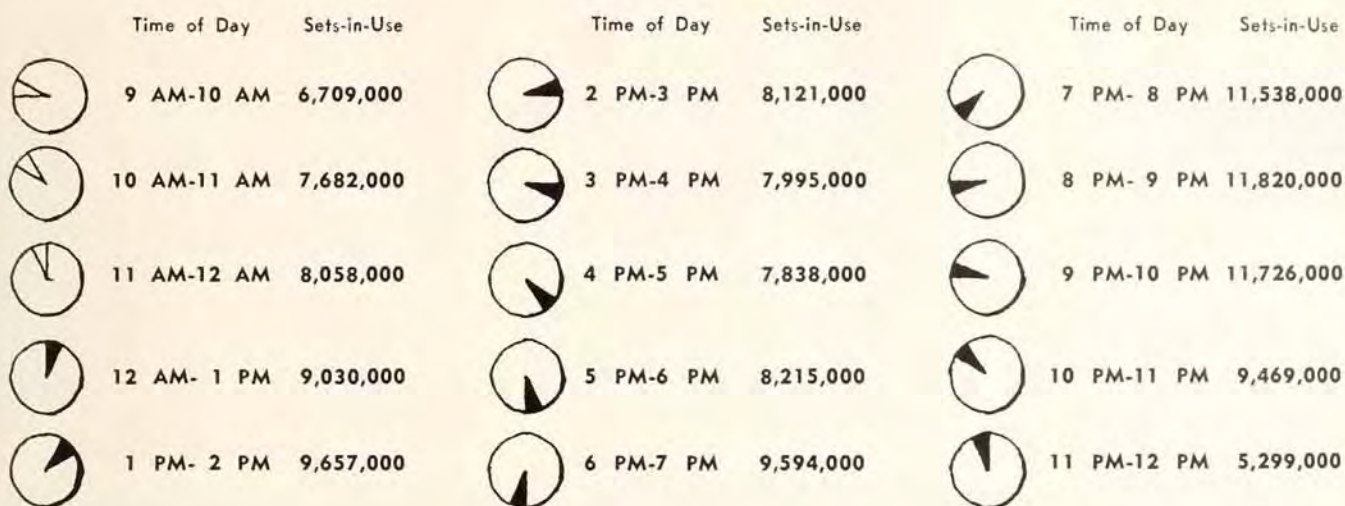 Time of Day Sets-in-Use
9 AM-10 AM 6,709,000
10 AM-11 AM 7,682,000
11 AM-12 AM 8,058,000
12 AM- 1 PM 9,030,000
1 PM- 2 PM 9,657,000
Time of Day Sets-in-Use
2 PM-3 PM 8,121,000
3 PM-4 PM 7,995,000
4 PM-5 PM 7,838,000
5 PM-6 PM 8,215,000
6 PM-7 PM 9,594,000
Time of Day Sets-in-Use
7 PM- 8 PM 11,538,000
8 PM- 9 PM 11,820,000
9 PM-10 PM 11,726,000
10 PM-11 PM 9,469,000
11 PM-12 PM 5,299,000